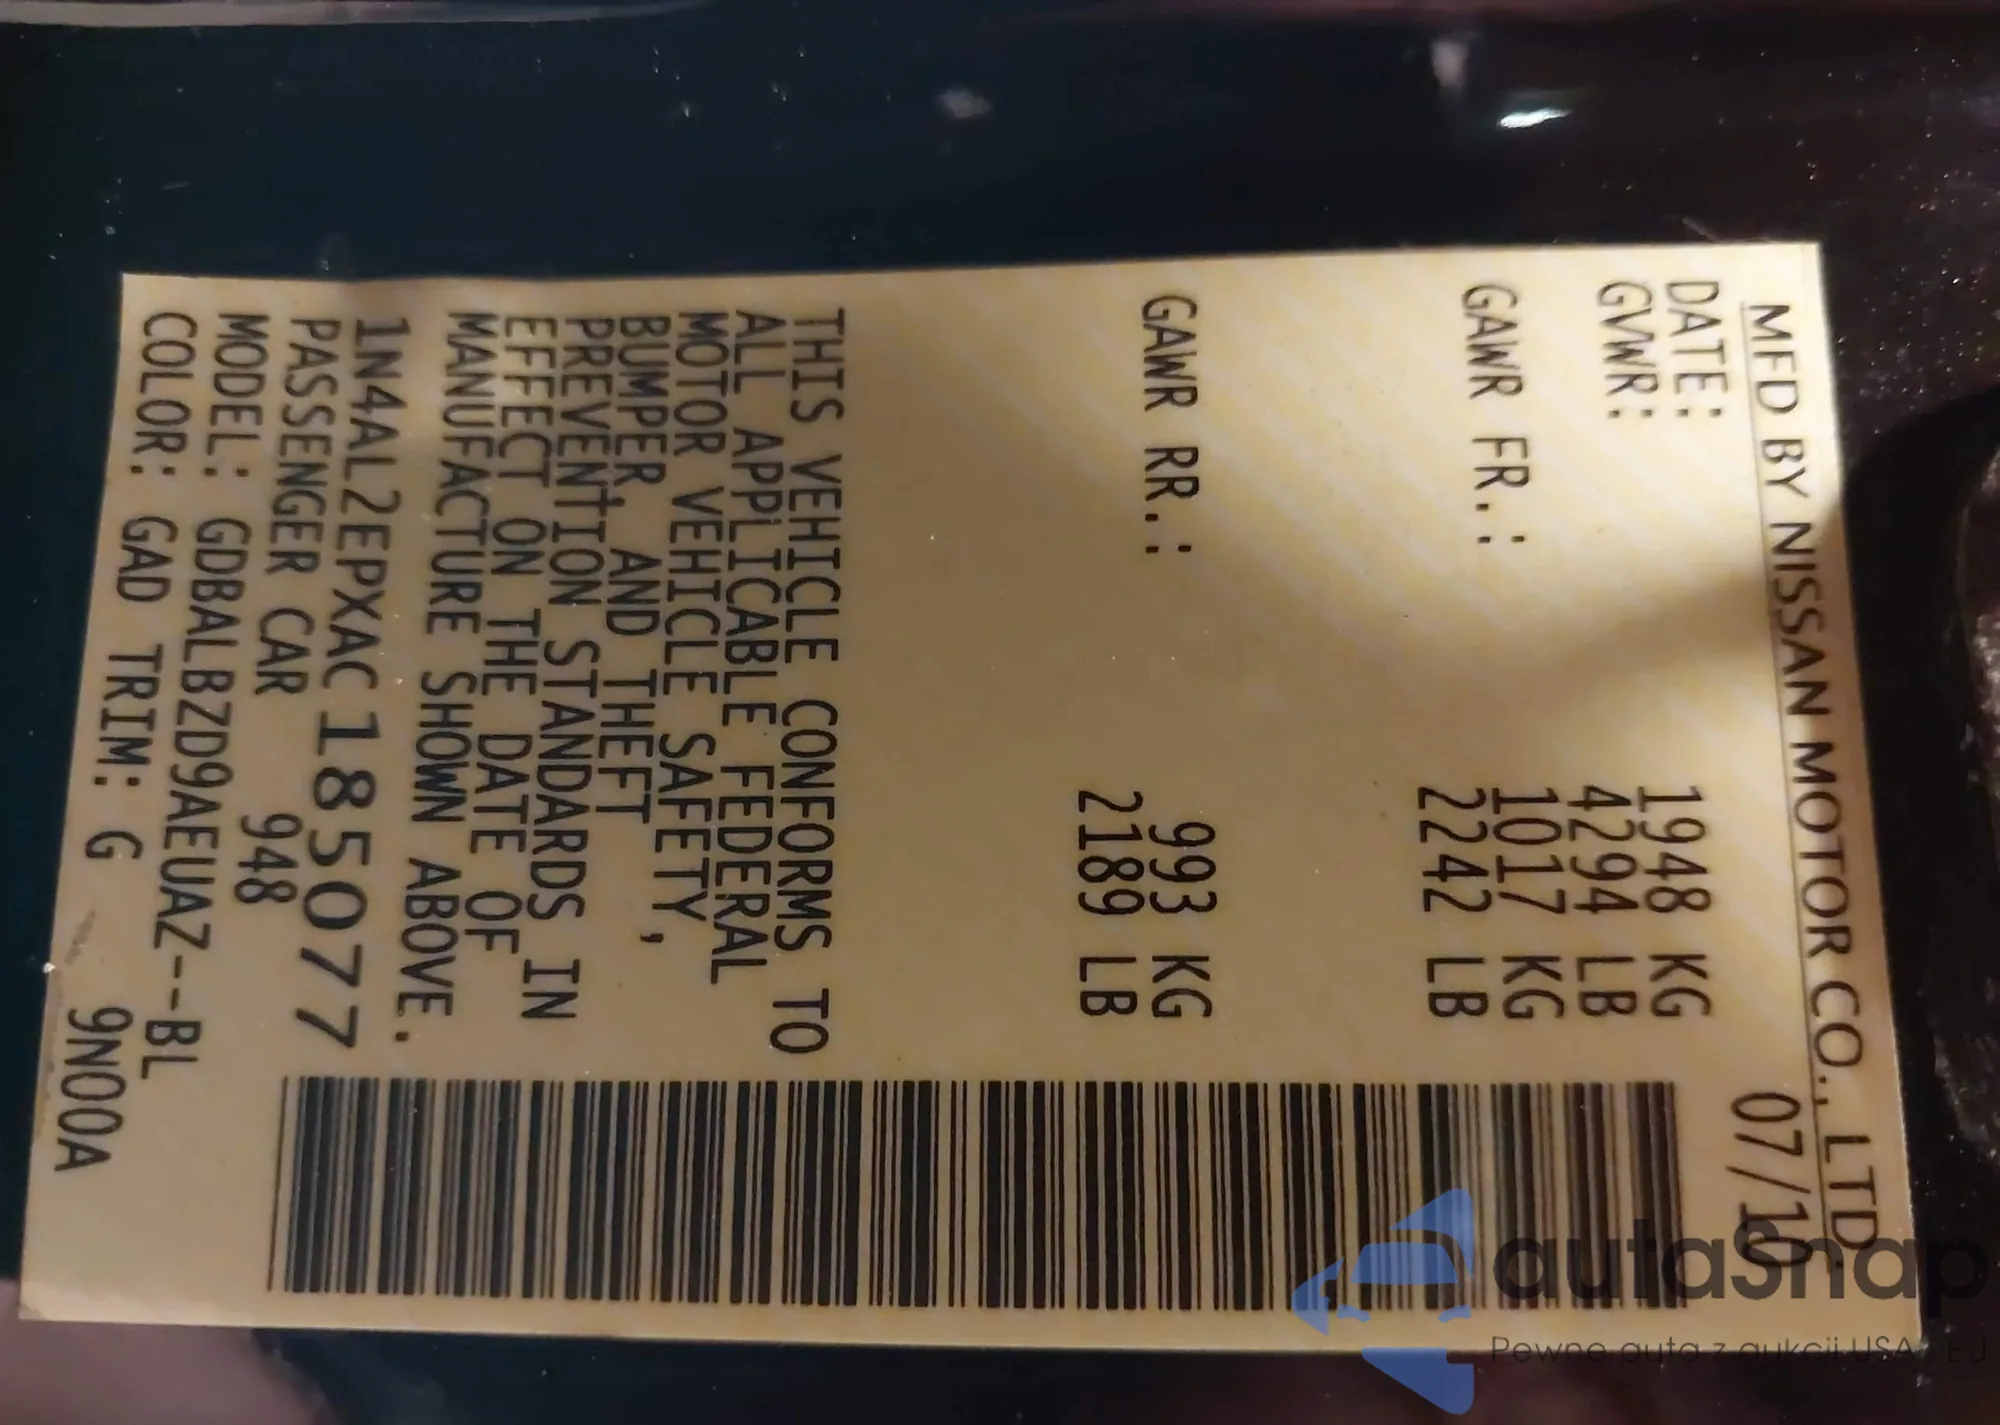 MFD BY NISSAN MOTOR CO., LTD.
DATE: 07/10
GVWR: 1948 KG
4294 LB
GAWR FR.: 1017 KG
2242 LB
GAWR RR.: 993 KG
2189 LB
THIS VEHICLE CONFORMS TO
ALL APPLICABLE FEDERAL
MOTOR VEHICLE SAFETY,
BUMPER, AND THEFT
PREVENTION STANDARDS IN
EFFECT ON THE DATE OF
MANUFACTURE SHOWN ABOVE.
1N4AL2EPXAC185077
PASSENGER CAR 948
MODEL: GDBALBZD9AEUAZ--BL
COLOR: GAD TRIM: G 9N00A
autaSnap
Pewne auta z aukcji USA